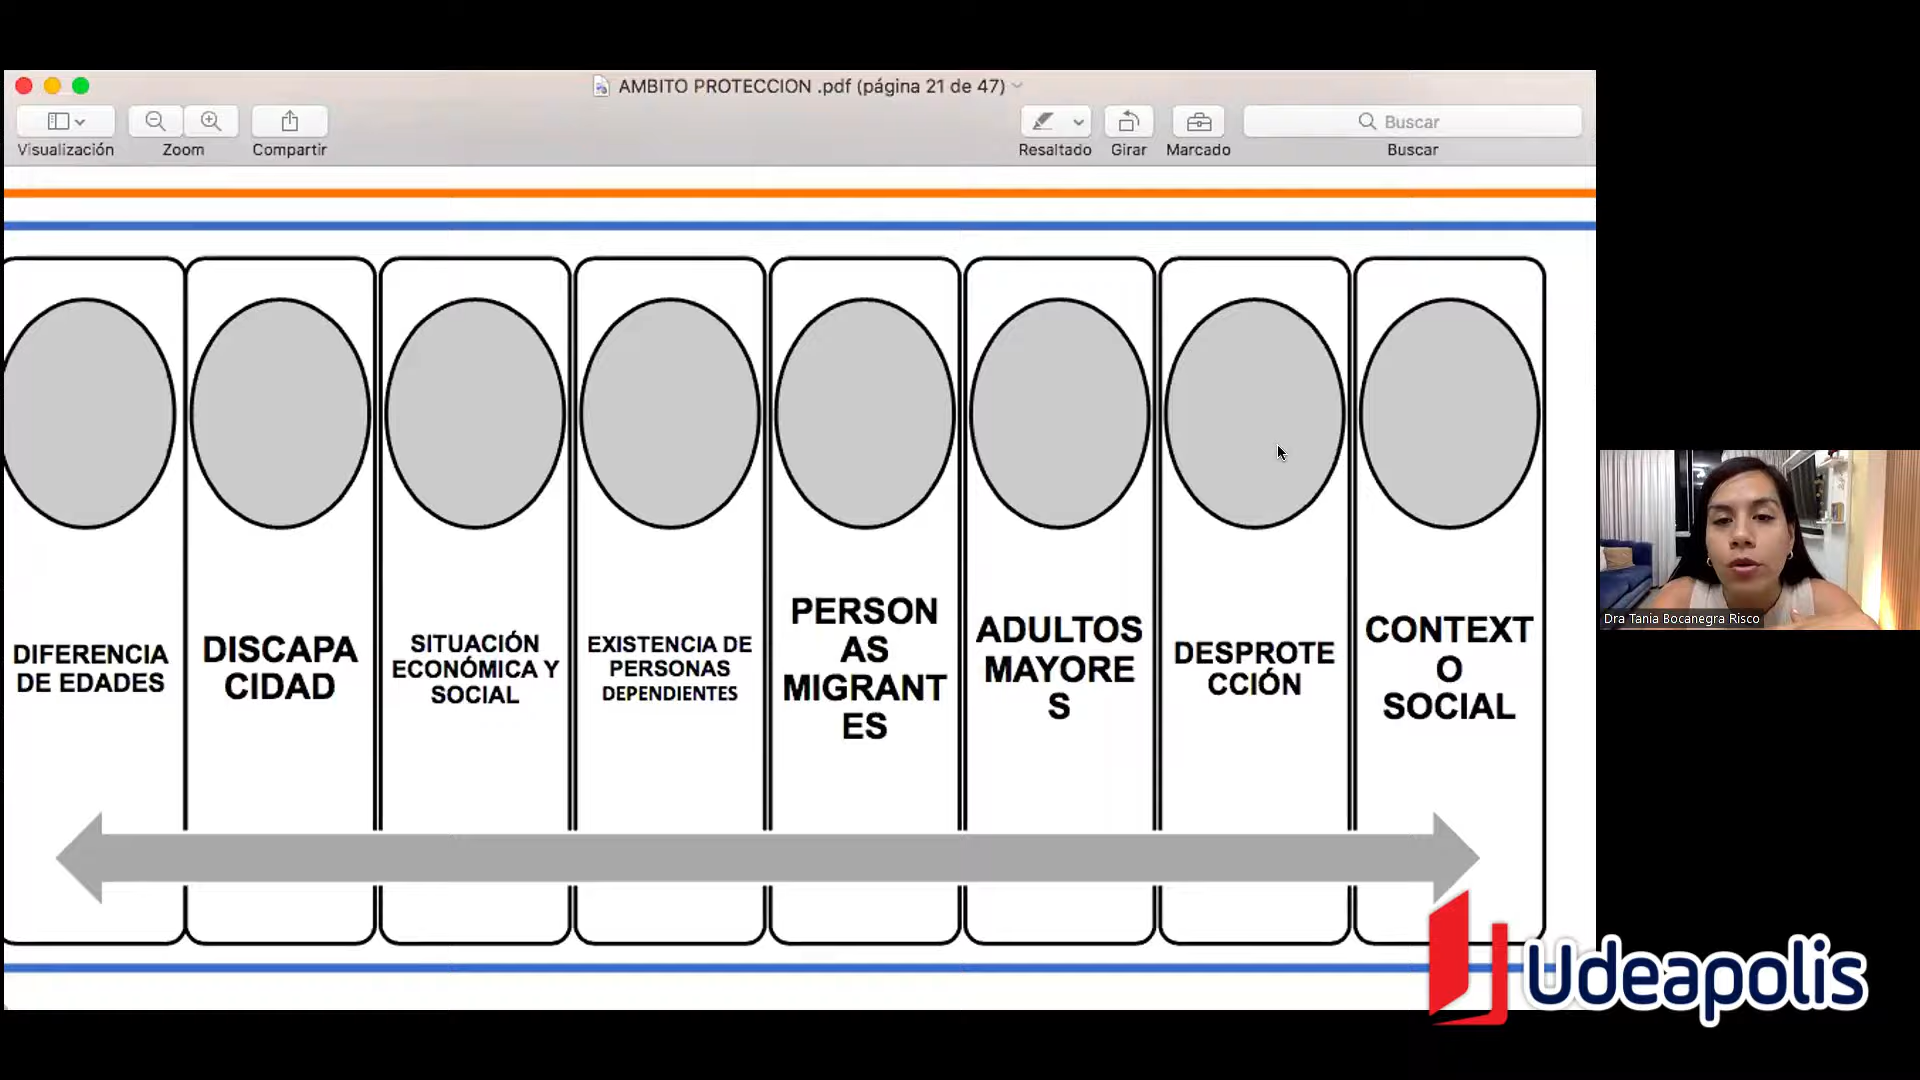 AMBITO PROTECCION .pdf (página 21 de 47)
Visualización
Zoom
Compartir
Resaltado
Girar
Marcado
Buscar
Buscar
DIFERENCIA
DE EDADES
DISCAPA
CIDAD
SITUACIÓN
ECONÓMICA Y
SOCIAL
EXISTENCIA DE
PERSONAS
DEPENDIENTES
PERSON
AS
MIGRANT
ES
ADULTOS
MAYORE
S
DESPROTE
CCIÓN
CONTEXT
O
SOCIAL
Dra Tania Bocanegra Risco
Udeapolis